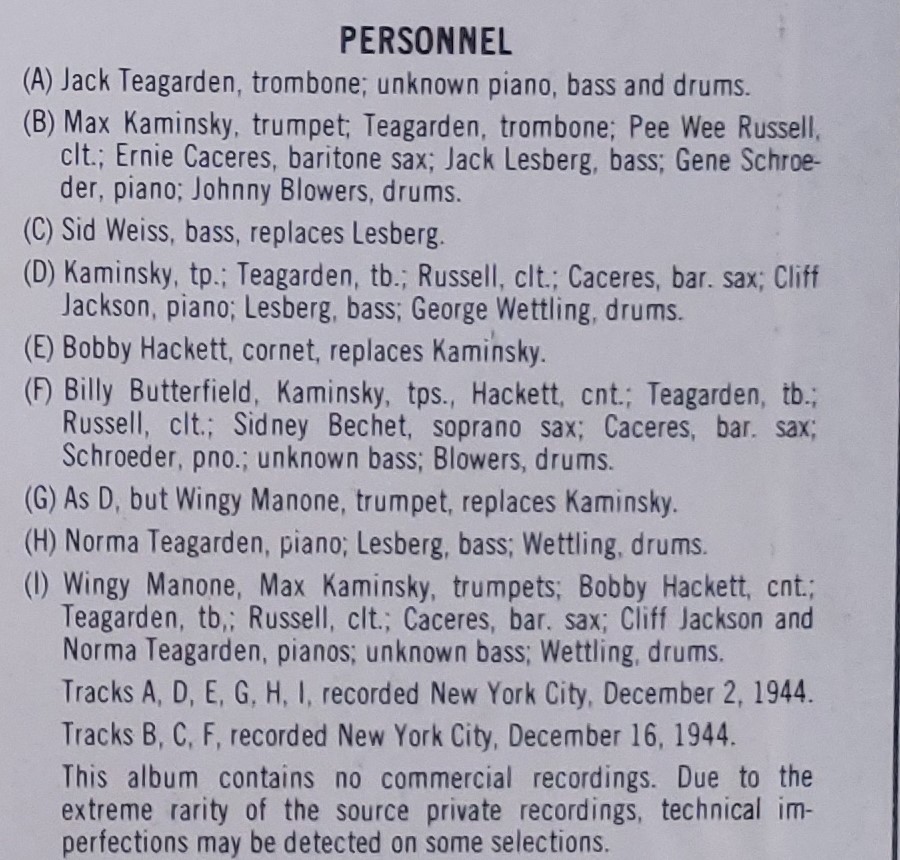 PERSONNEL
(A) Jack Teagarden, trombone; unknown piano, bass and drums.
(B) Max Kaminsky, trumpet; Teagarden, trombone; Pee Wee Russell,
clt.; Ernie Caceres, baritone sax; Jack Lesberg, bass; Gene Schroe-
der, piano; Johnny Blowers, drums.
(C) Sid Weiss, bass, replaces Lesberg.
(D) Kaminsky, tp.; Teagarden, tb.; Russell, clt.; Caceres, bar. sax; Cliff
Jackson, piano; Lesberg, bass; George Wettling, drums.
(E) Bobby Hackett, cornet, replaces Kaminsky.
(F) Billy Butterfield, Kaminsky, tps., Hackett, cnt.; Teagarden, tb.;
Russell, clt.; Sidney Bechet, soprano sax; Caceres, bar. sax;
Schroeder, pno.; unknown bass; Blowers, drums.
(G) As D, but Wingy Manone, trumpet, replaces Kaminsky.
(H) Norma Teagarden, piano; Lesberg, bass; Wettling, drums.
(I) Wingy Manone, Max Kaminsky, trumpets; Bobby Hackett, cnt.;
Teagarden, tb,; Russell, clt.; Caceres, bar. sax; Cliff Jackson and
Norma Teagarden, pianos; unknown bass; Wettling, drums.
Tracks A, D, E, G, H, I, recorded New York City, December 2, 1944.
Tracks B, C, F, recorded New York City, December 16, 1944.
This album contains no commercial recordings. Due to the
extreme rarity of the source private recordings, technical im-
perfections may be detected on some selections.